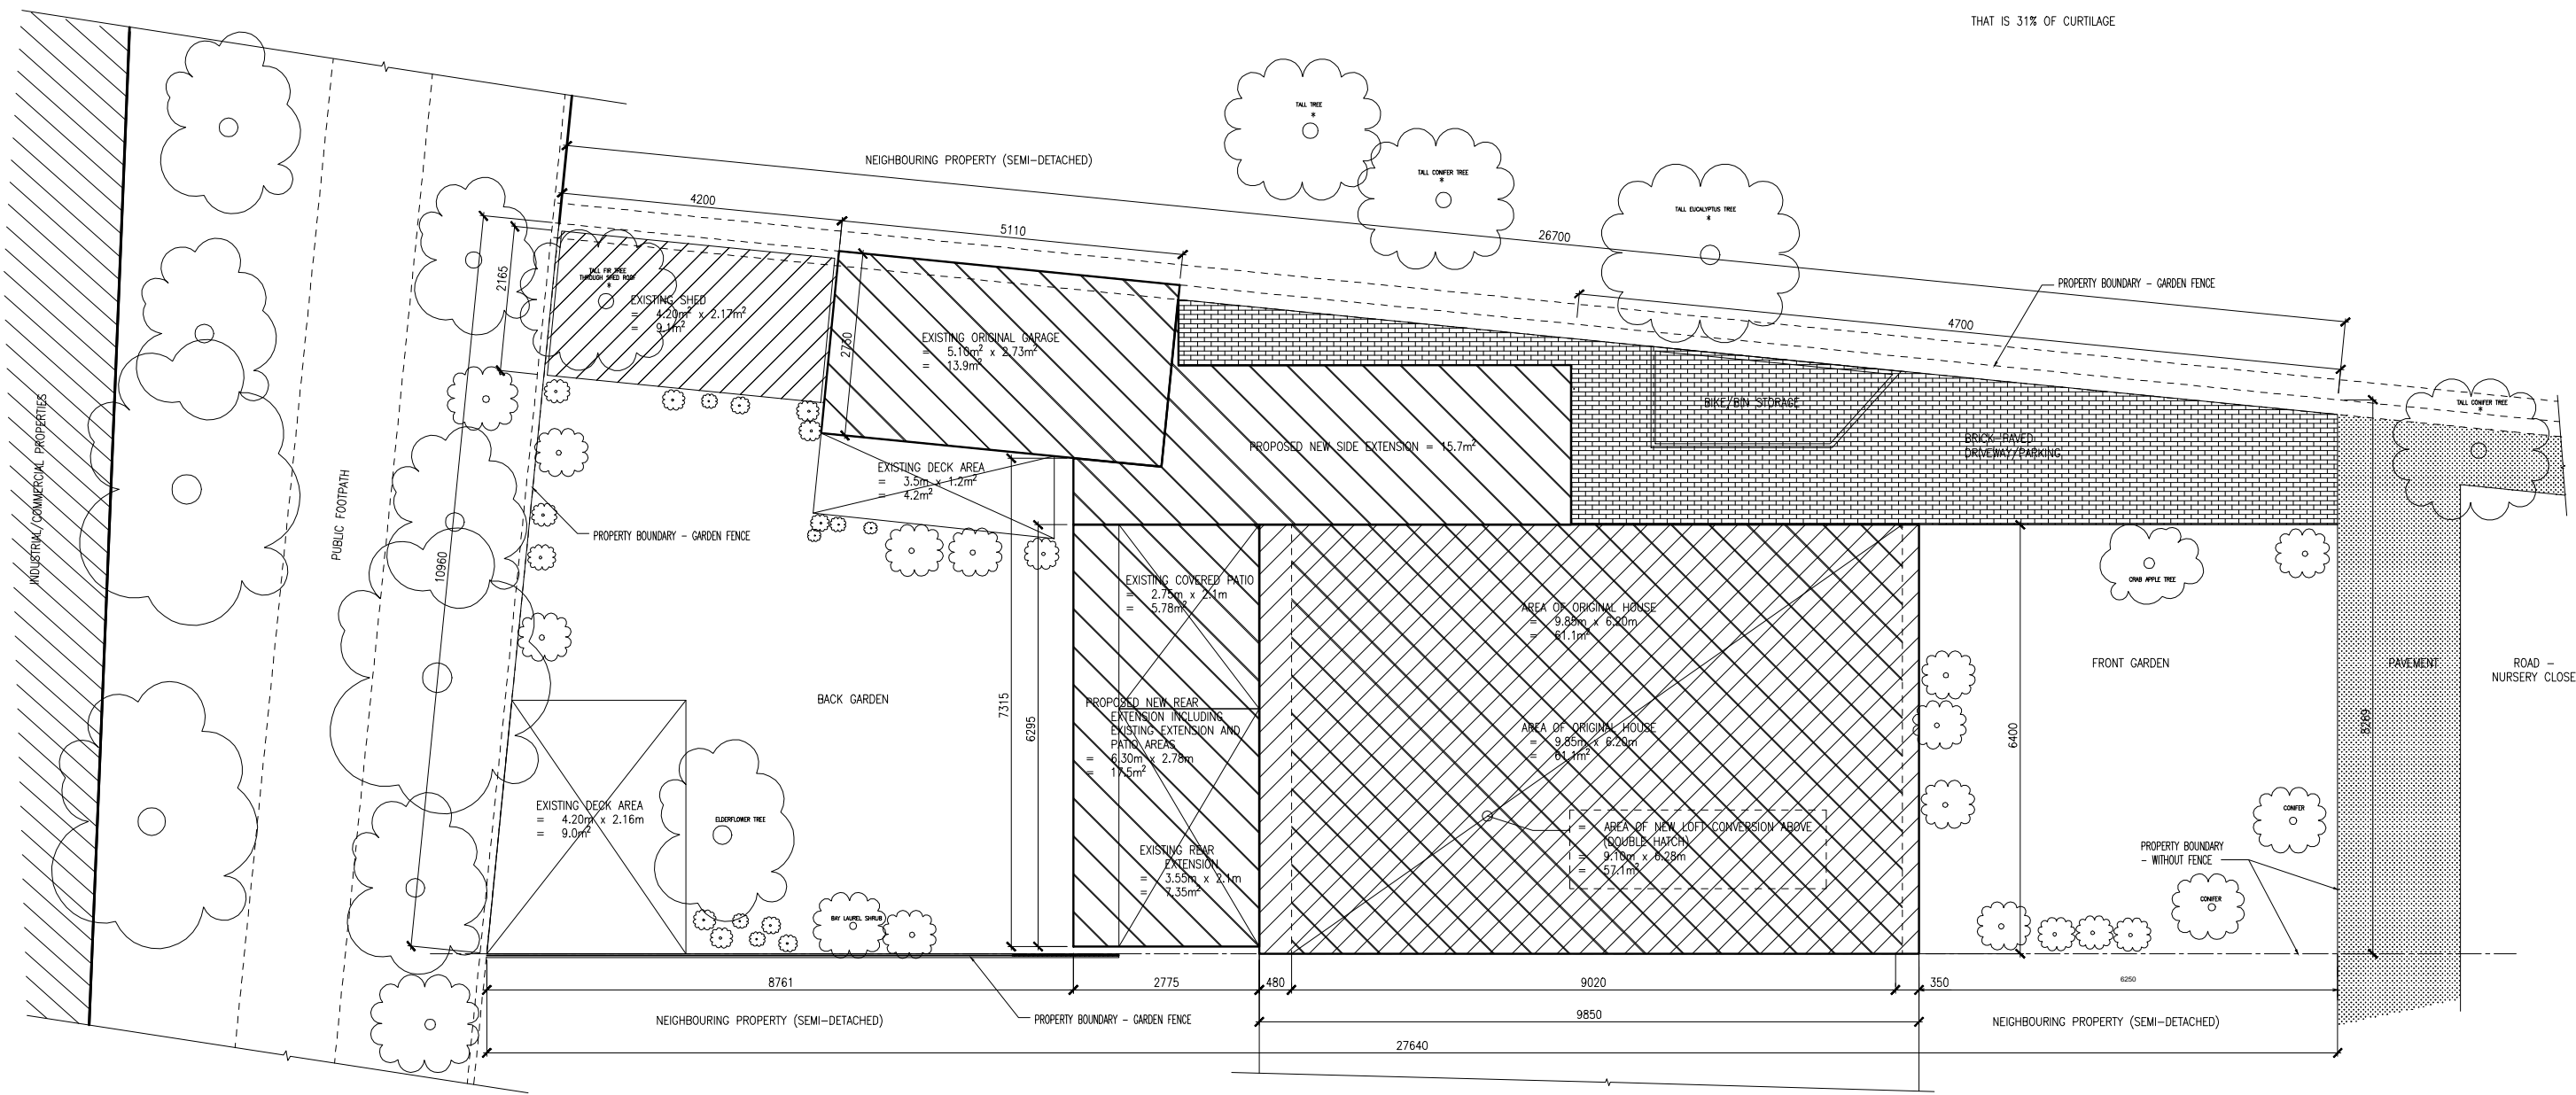 THAT IS 31% OF CURTILAGE
TALL TREE
*
NEIGHBOURING PROPERTY (SEMI-DETACHED)
TALL CONIFER TREE
*
4200
TALL EUCALYPTUS TREE
*
5110
26700
TALL FIR TREE
THROUGH SHED ROOF
*
2165
PROPERTY BOUNDARY - GARDEN FENCE
EXISTING SHED
= 4.20m² x 2.17m²
= 9.1m²
4700
EXISTING ORIGINAL GARAGE
= 5.10m² x 2.73m²
= 13.9m²
2730
BIKE/BIN STORAGE
TALL CONIFER TREE
*
BRICK-PAVED
DRIVEWAY/PARKING
PROPOSED NEW SIDE EXTENSION = 15.7m²
EXISTING DECK AREA
= 3.5m x 1.2m²
= 4.2m²
INDUSTRIAL/COMMERCIAL PROPERTIES
PUBLIC FOOTPATH
PROPERTY BOUNDARY - GARDEN FENCE
10960
EXISTING COVERED PATIO
= 2.75m x 2.1m
= 5.78m²
CRAB APPLE TREE
AREA OF ORIGINAL HOUSE
= 9.85m x 6.20m
= 61.1m²
FRONT GARDEN
PAVEMENT
ROAD -
NURSERY CLOSE
BACK GARDEN
7315
6295
6400
8269
PROPOSED NEW REAR
EXTENSION INCLUDING
EXISTING EXTENSION AND
PATIO AREAS
= 6.30m x 2.78m
= 17.5m²
AREA OF ORIGINAL HOUSE
= 9.85m x 6.20m
= 61.1m²
EXISTING DECK AREA
= 4.20m x 2.16m
= 9.0m²
ELDERFLOWER TREE
CONIFER
= AREA OF NEW LOFT CONVERSION ABOVE
(DOUBLE HATCH)
= 9.10m x 6.28m
= 57.1m²
EXISTING REAR
EXTENSION
= 3.55m x 2.1m
= 7.35m²
PROPERTY BOUNDARY
- WITHOUT FENCE
CONIFER
BAY LAUREL SHRUB
8761
2775
480
9020
350
6250
9850
NEIGHBOURING PROPERTY (SEMI-DETACHED)
PROPERTY BOUNDARY - GARDEN FENCE
NEIGHBOURING PROPERTY (SEMI-DETACHED)
27640